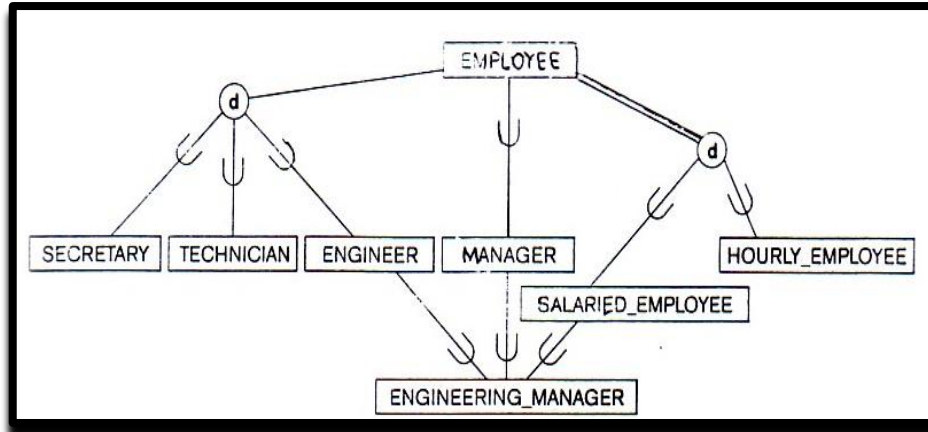 EMPLOYEE
d
d
SECRETARY
TECHNICIAN
ENGINEER
MANAGER
HOURLY_EMPLOYEE
SALARIED_EMPLOYEE
ENGINEERING_MANAGER